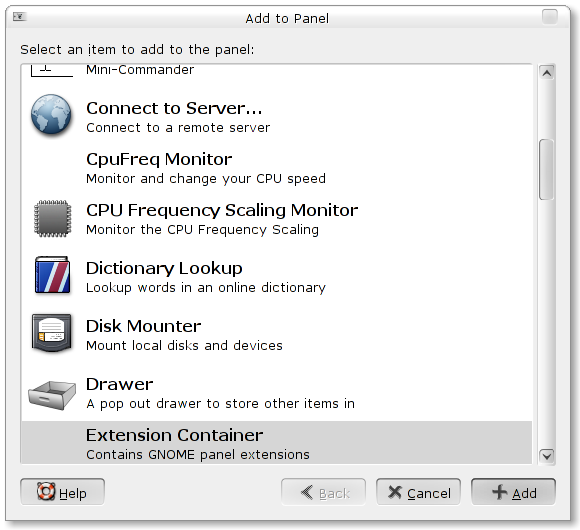 Add to Panel
Select an item to add to the panel:
Mini-Commander
Connect to Server...
Connect to a remote server
CpuFreq Monitor
Monitor and change your CPU speed
CPU Frequency Scaling Monitor
Monitor the CPU Frequency Scaling
Dictionary Lookup
Lookup words in an online dictionary
Disk Mounter
Mount local disks and devices
Drawer
A pop out drawer to store other items in
Extension Container
Contains GNOME panel extensions
Help
Back
Cancel
Add